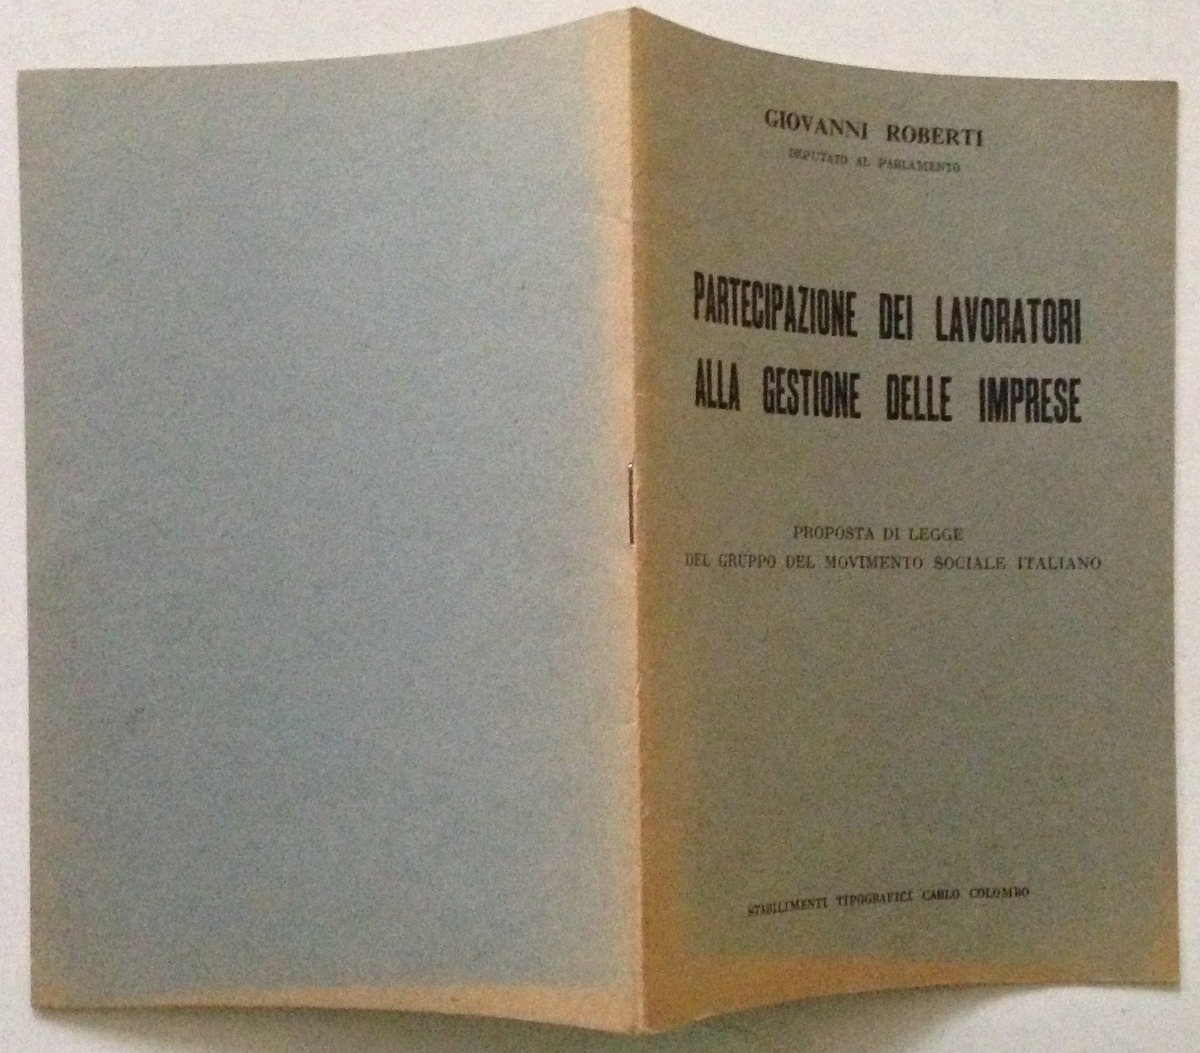 GIOVANNI ROBERTI
DEPUTATO AL PARLAMENTO
PARTECIPAZIONE DEI LAVORATORI
ALLA GESTIONE DELLE IMPRESE
PROPOSTA DI LEGGE
DEL GRUPPO DEL MOVIMENTO SOCIALE ITALIANO
STABILIMENTI TIPOGRAFICI CARLO COLOMBO